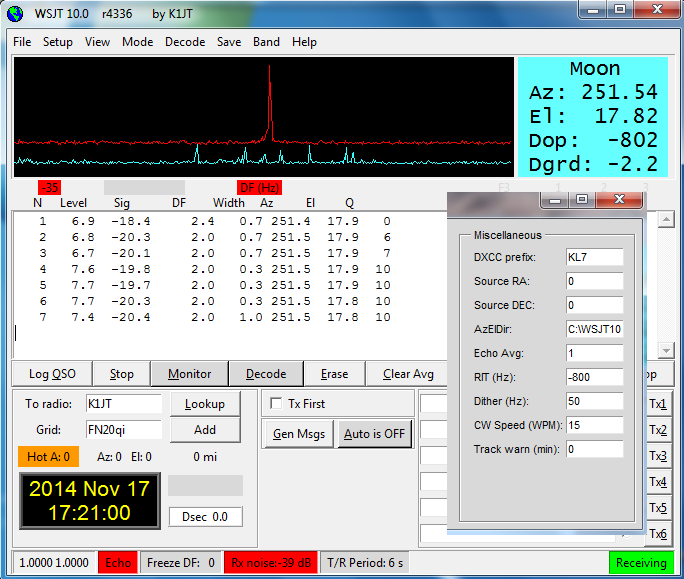 WSJT 10.0 r4336 by K1JT
File Setup View Mode Decode Save Band Help
Moon
Az: 251.54
El: 17.82
Dop: -802
Dgrd: -2.2
-35 DF (Hz)
N Level Sig DF Width Az El Q
1 6.9 -18.4 2.4 0.7 251.4 17.9 0
2 6.8 -20.3 2.0 0.7 251.5 17.9 6
3 6.7 -20.1 2.0 0.7 251.5 17.9 7
4 7.6 -19.8 2.0 0.3 251.5 17.9 10
5 7.7 -19.7 2.0 0.3 251.5 17.9 10
6 7.7 -20.3 2.0 0.3 251.5 17.8 10
7 7.4 -20.4 2.0 1.0 251.5 17.8 10
Miscellaneous
DXCC prefix: KL7
Source RA: 0
Source DEC: 0
AzElDir: C:\WSJT10
Echo Avg: 1
RIT (Hz): -800
Dither (Hz): 50
CW Speed (WPM): 15
Track warn (min): 0
Log QSO Stop Monitor Decode Erase Clear Avg
To radio: K1JT Lookup
Grid: FN20qi Add
Hot A: 0 Az: 0 El: 0 0 mi
2014 Nov 17
17:21:00
Dsec 0.0
Tx First
Gen Msgs Auto is OFF
Tx1
Tx2
Tx3
Tx4
Tx5
Tx6
1.0000 1.0000 Echo Freeze DF: 0 Rx noise:-39 dB T/R Period: 6 s Receiving